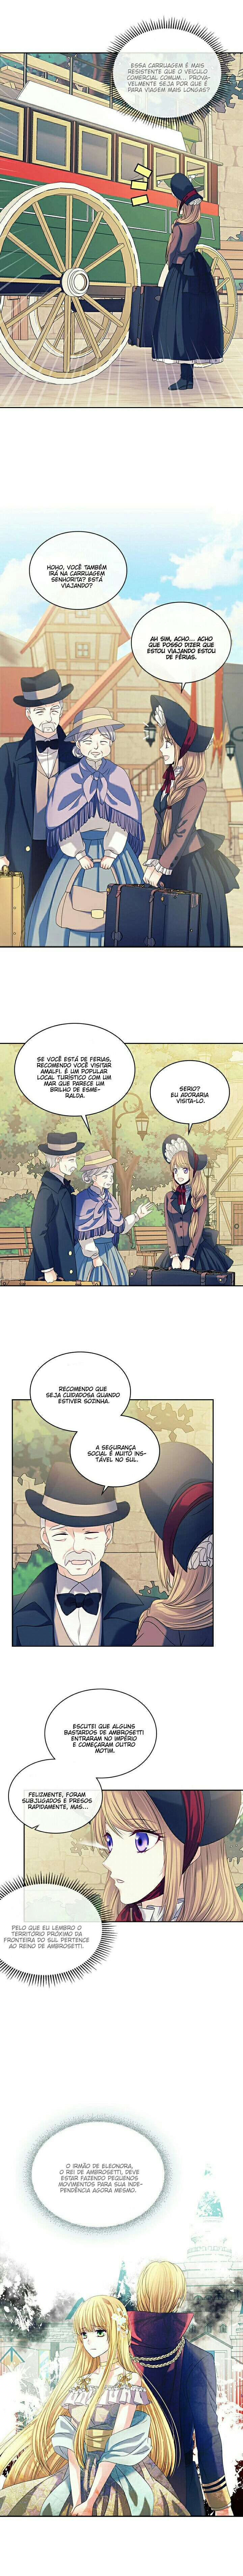 ESSA CARRUAGEM É MAIS
RESISTENTE QUE O VEICULO
COMERCIAL COMUM... PROVA-
VELMENTE SEJA POR QUE É
PARA VIAGEM MAIS LONGAS?
HOHO, VOCÊ TAMBÉM
IRÁ NA CARRUAGEM
SENHORITA? ESTÁ
VIAJANDO?
AH SIM, ACHO... ACHO
QUE POSSO DIZER QUE
ESTOU VIAJANDO ESTOU
DE FÉRIAS.
SE VOCÊ ESTÁ DE FERIAS,
RECOMENDO VOCÊ VISITAR
AMALFI. É UM POPULAR
LOCAL TURÍSTICO COM UM
MAR QUE PARECE UM
BRILHO DE ESME-
RALDA.
SERIO?
EU ADORARIA
VISITA-LO.
RECOMENDO QUE
SEJA CUIDADOSA QUANDO
ESTIVER SOZINHA.
A SEGURANÇA
SOCIAL É MUITO INS-
TÁVEL NO SUL.
ESCUTEI QUE ALGUNS
BASTARDOS DE AMBROSETTI
ENTRARAM NO IMPÉRIO
E COMEÇARAM OUTRO
MOTIM.
FELIZMENTE, FORAM
SUBJUGADOS E PRESOS
RAPIDAMENTE, MAS...
PELO QUE EU LEMBRO O
TERRITÓRIO PRÓXIMO DA
FRONTEIRA DO SUL PERTENCE
AO REINO DE AMBROSETTI.
O IRMÃO DE ELEONORA,
O REI DE AMBROSETTI, DEVE
ESTAR FAZENDO PEQUENOS
MOVIMENTOS PARA SUA INDE-
PENDÊNCIA AGORA MESMO.